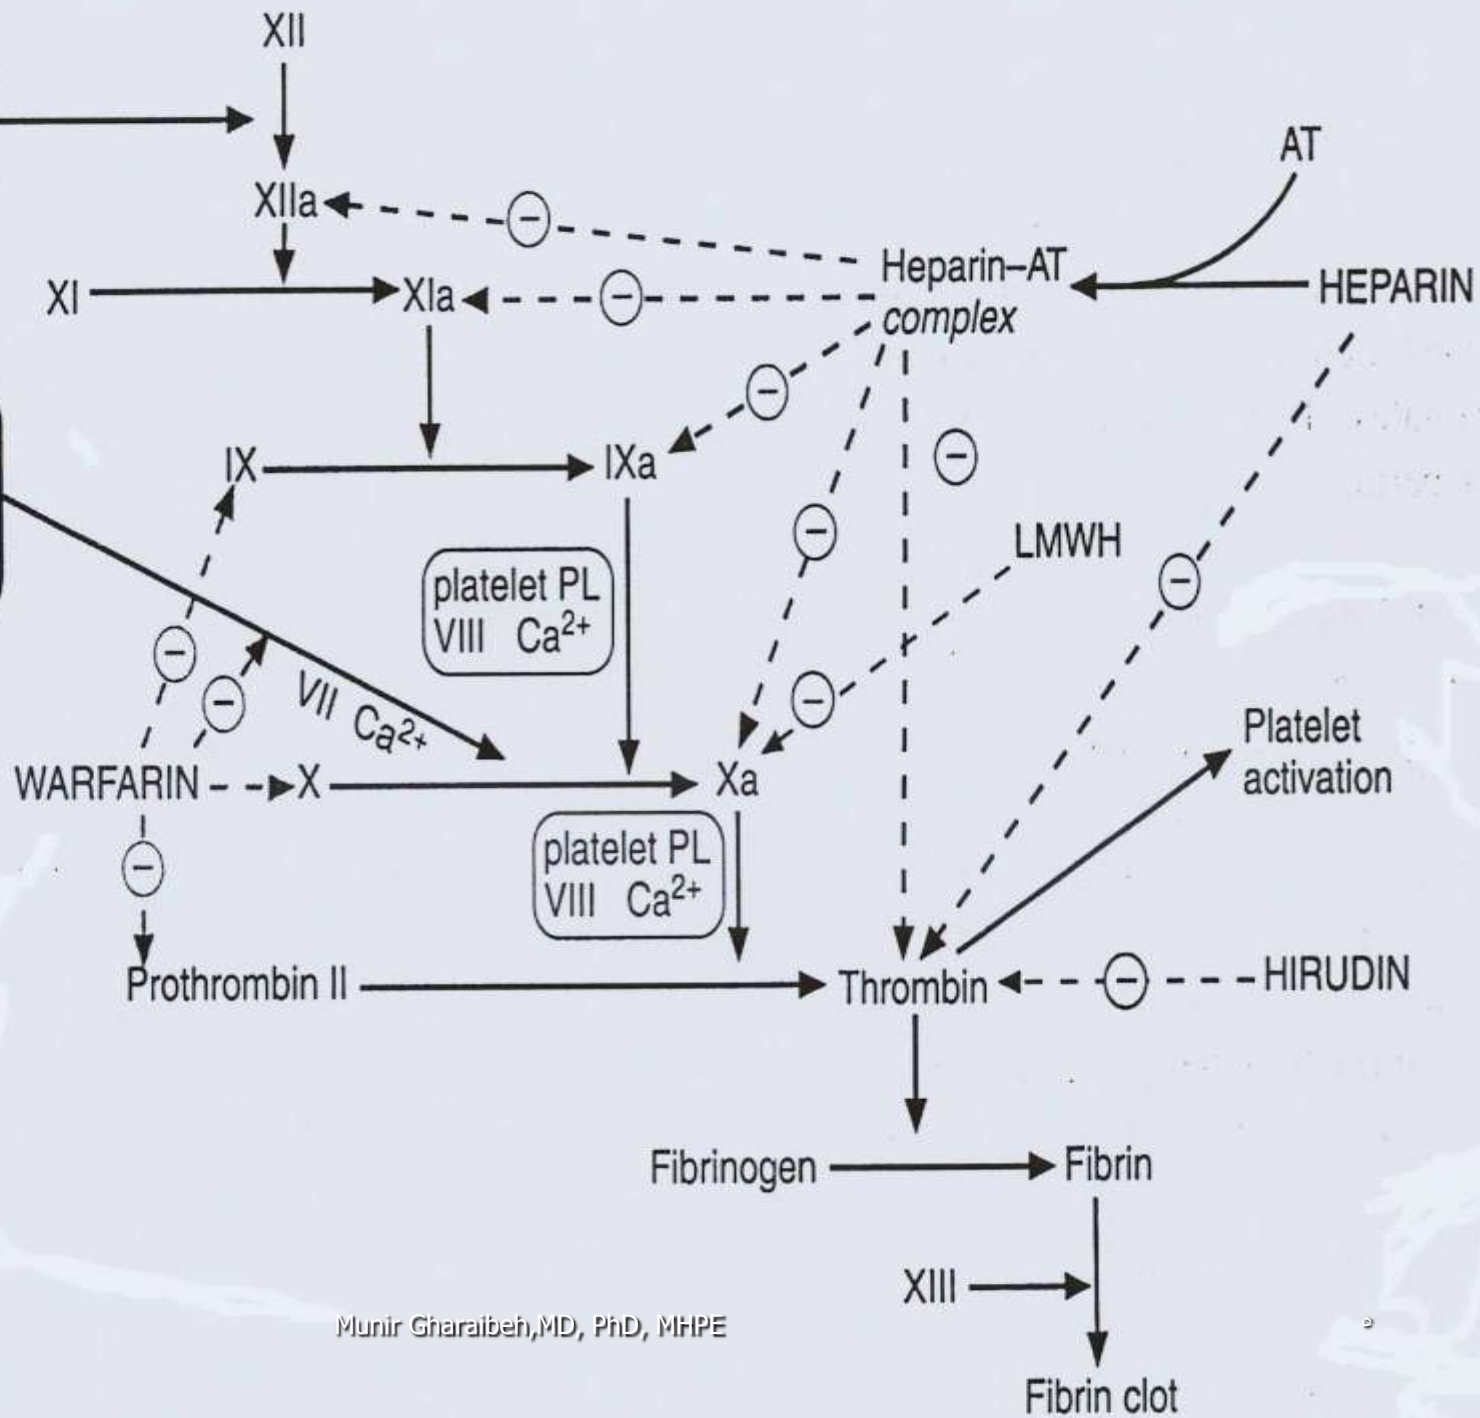 XII
AT
XIIa
−
Heparin–AT
complex
HEPARIN
XI
XIa
−
−
IX
IXa
−
−
LMWH
−
platelet PL
VIII Ca2+
−
−
−
VII Ca2+
Platelet
activation
WARFARIN
X
Xa
−
platelet PL
VIII Ca2+
Prothrombin II
Thrombin
−
HIRUDIN
Fibrinogen
Fibrin
XIII
Munir Gharaibeh,MD, PhD, MHPE
Fibrin clot